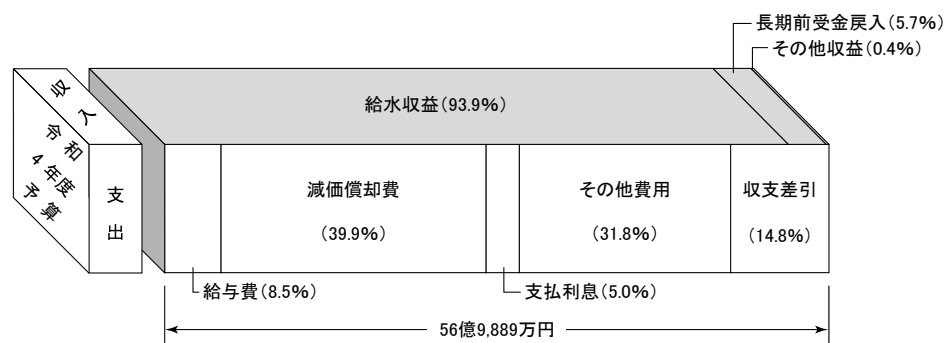 長期前受金戻入(5.7%)
その他収益(0.4%)
収入
給水収益(93.9%)
令和
4年度
予算
支出
減価償却費
(39.9%)
その他費用
(31.8%)
収支差引
(14.8%)
給与費(8.5%)
支払利息(5.0%)
56億9,889万円